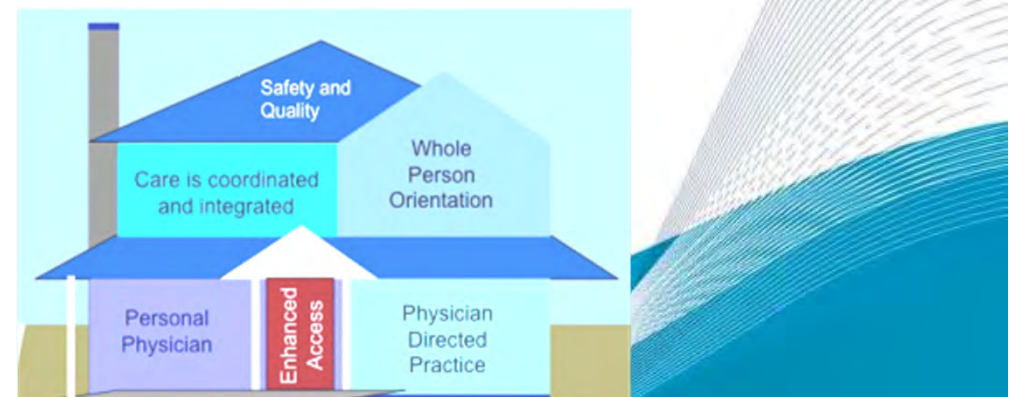 Safety and
Quality
Whole
Person
Orientation
Care is coordinated
and integrated
Personal
Physician
Enhanced
Access
Physician
Directed
Practice